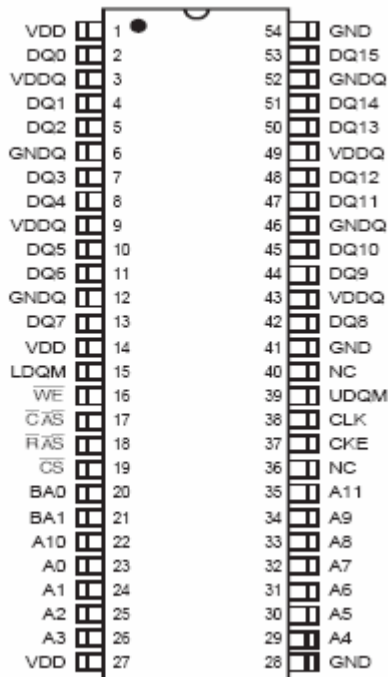 VDD 1 54 GND
DQ0 2 53 DQ15
VDDQ 3 52 GNDQ
DQ1 4 51 DQ14
DQ2 5 50 DQ13
GNDQ 6 49 VDDQ
DQ3 7 48 DQ12
DQ4 8 47 DQ11
VDDQ 9 46 GNDQ
DQ5 10 45 DQ10
DQ6 11 44 DQ9
GNDQ 12 43 VDDQ
DQ7 13 42 DQ8
VDD 14 41 GND
LDQM 15 40 NC
W̅E̅ 16 39 UDQM
C̅A̅S̅ 17 38 CLK
R̅A̅S̅ 18 37 CKE
C̅S̅ 19 36 NC
BA0 20 35 A11
BA1 21 34 A9
A10 22 33 A8
A0 23 32 A7
A1 24 31 A6
A2 25 30 A5
A3 26 29 A4
VDD 27 28 GND